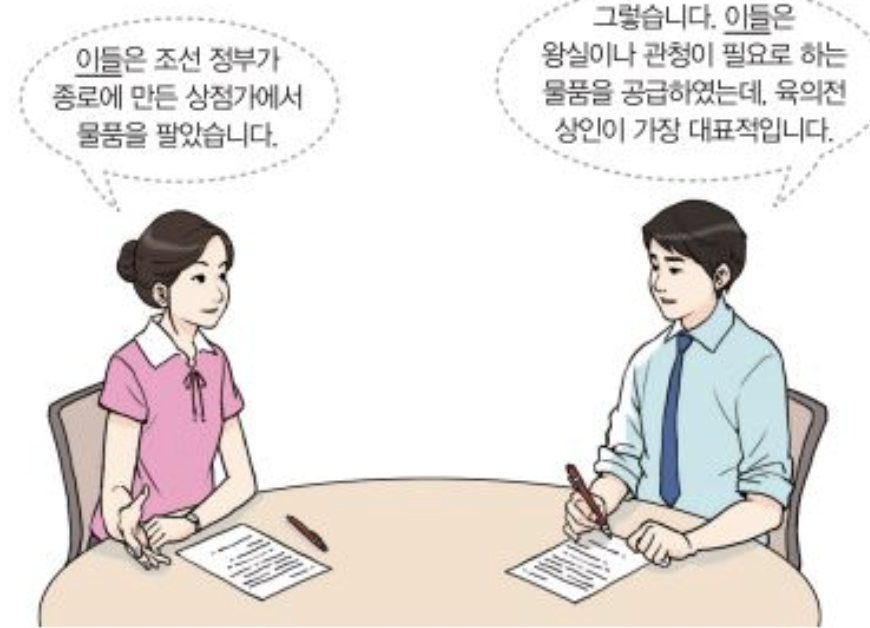 이들은 조선 정부가
종로에 만든 상점가에서
물품을 팔았습니다.
그렇습니다. 이들은
왕실이나 관청이 필요로 하는
물품을 공급하였는데, 육의전
상인이 가장 대표적입니다.